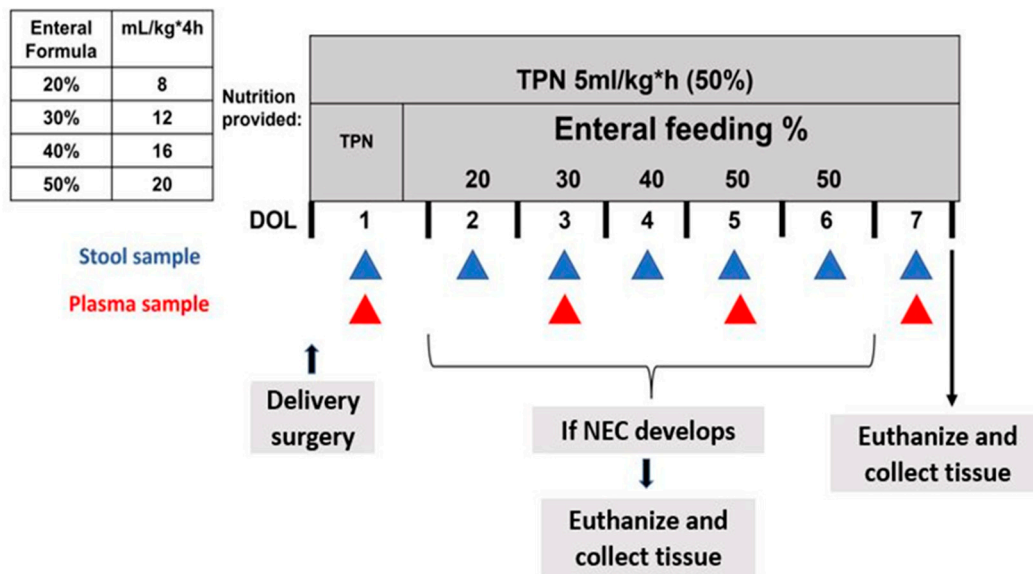 Enteral Formula mL/kg*4h
20% 8
30% 12
40% 16
50% 20
Nutrition provided:
TPN 5ml/kg*h (50%)
TPN
Enteral feeding %
20 30 40 50 50
DOL 1 2 3 4 5 6 7
Stool sample
Plasma sample
Delivery
surgery
If NEC develops
Euthanize and
collect tissue
Euthanize and
collect tissue